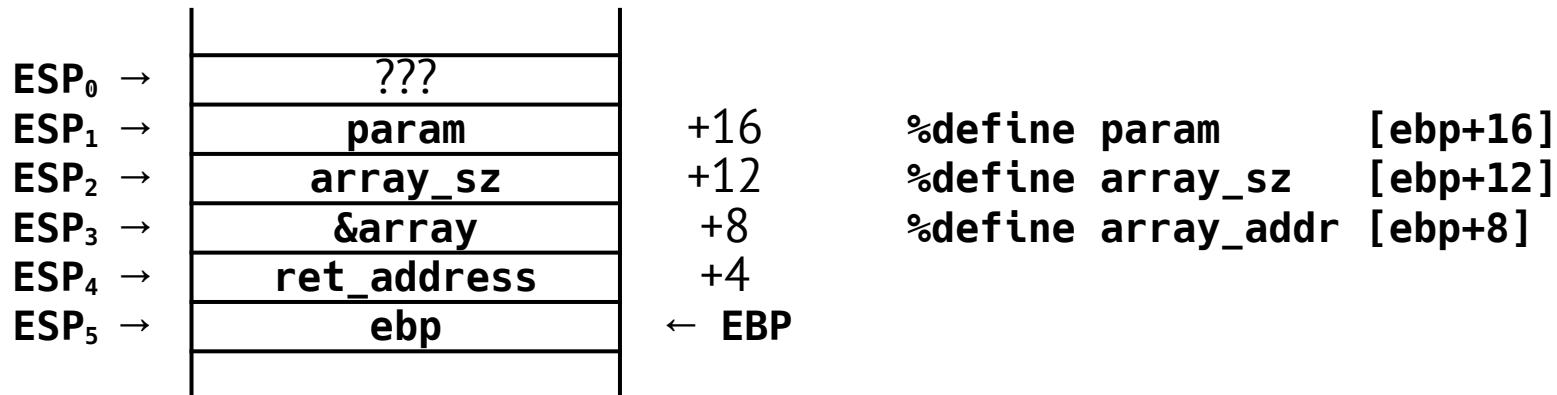 ESP₀ → ???
ESP₁ → param +16 %define param [ebp+16]
ESP₂ → array_sz +12 %define array_sz [ebp+12]
ESP₃ → &array +8 %define array_addr [ebp+8]
ESP₄ → ret_address +4
ESP₅ → ebp ← EBP